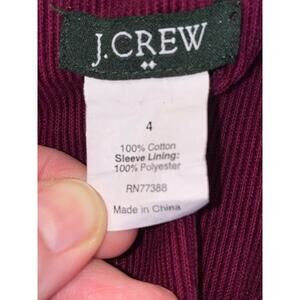 J.CREW
4
100% Cotton
Sleeve Lining:
100% Polyester
RN77388
Made in China